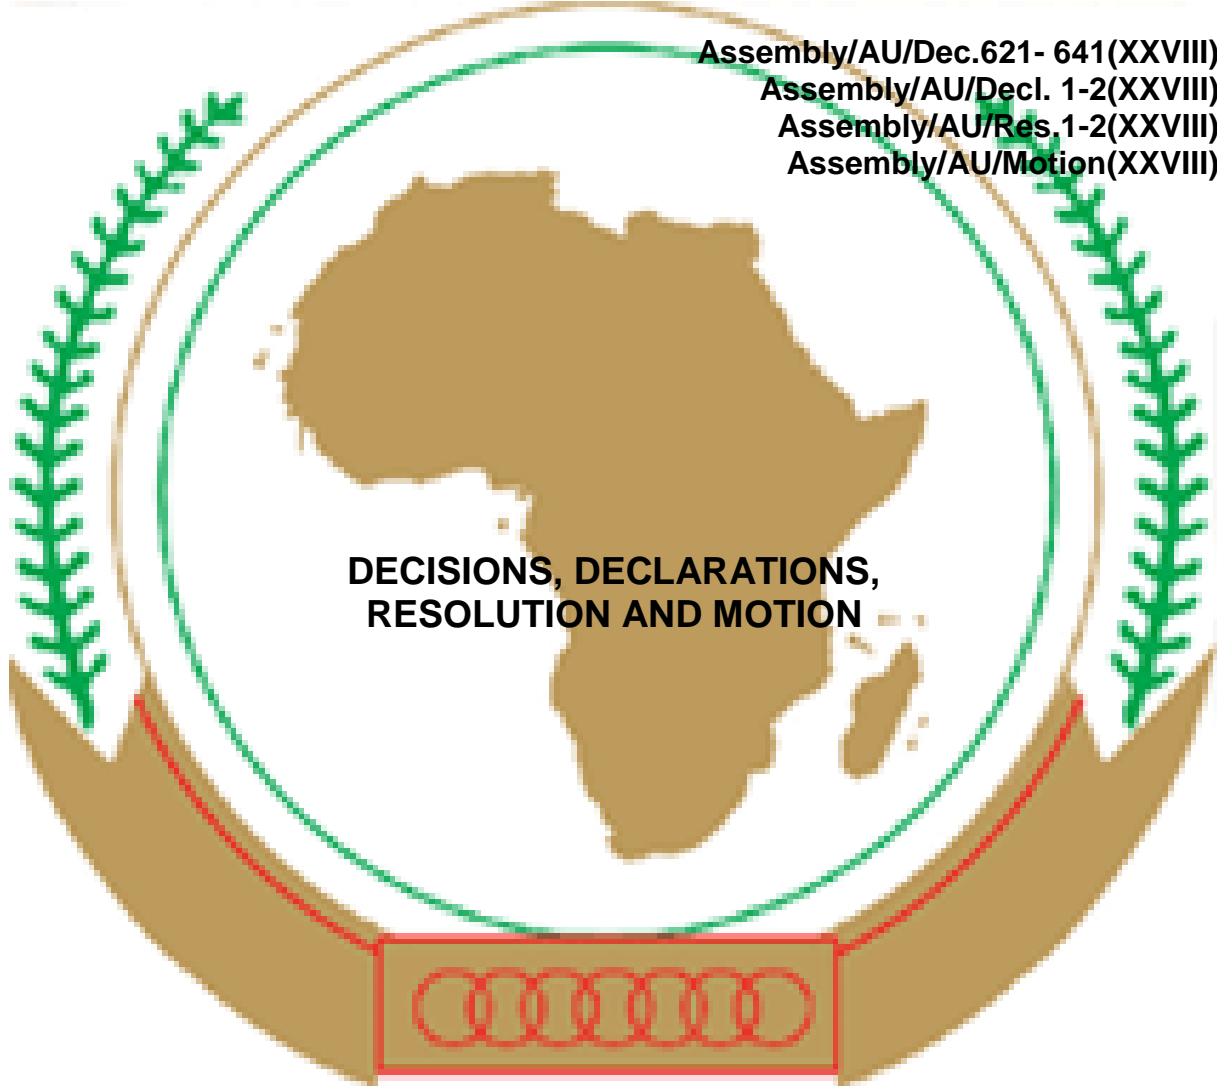 Assembly/AU/Dec.621- 641(XXVIII)
Assembly/AU/Decl. 1-2(XXVIII)
Assembly/AU/Res.1-2(XXVIII)
Assembly/AU/Motion(XXVIII)
DECISIONS, DECLARATIONS,
RESOLUTION AND MOTION